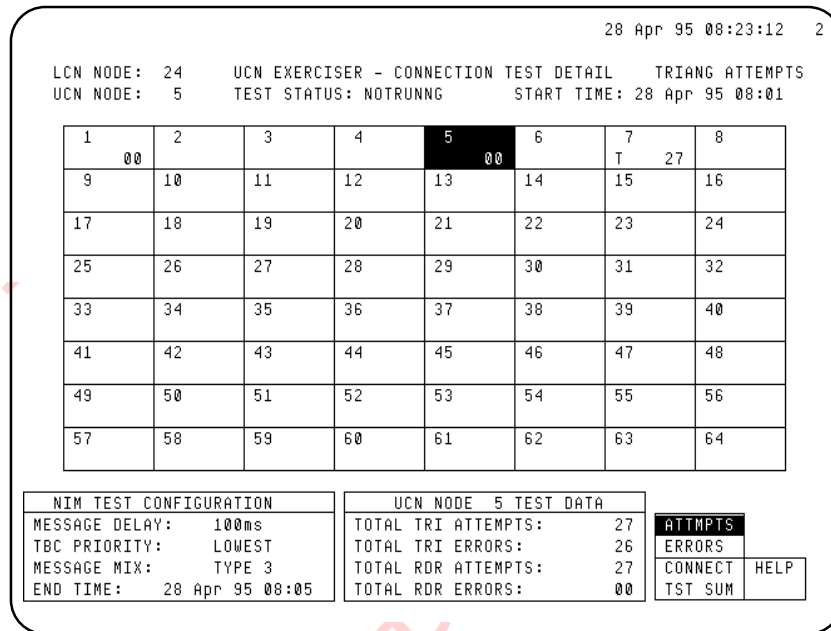 28 Apr 95 08:23:12 2
LCN NODE: 24 UCN EXERCISER - CONNECTION TEST DETAIL TRIANG ATTEMPTS
UCN NODE: 5 TEST STATUS: NOTRUNNG START TIME: 28 Apr 95 08:01
1 2 3 4 5 6 7 8
00 00 T 27
9 10 11 12 13 14 15 16
17 18 19 20 21 22 23 24
25 26 27 28 29 30 31 32
33 34 35 36 37 38 39 40
41 42 43 44 45 46 47 48
49 50 51 52 53 54 55 56
57 58 59 60 61 62 63 64
NIM TEST CONFIGURATION
MESSAGE DELAY: 100ms
TBC PRIORITY: LOWEST
MESSAGE MIX: TYPE 3
END TIME: 28 Apr 95 08:05
UCN NODE 5 TEST DATA
TOTAL TRI ATTEMPTS: 27
TOTAL TRI ERRORS: 26
TOTAL RDR ATTEMPTS: 27
TOTAL RDR ERRORS: 00
ATTMPTS
ERRORS
CONNECT HELP
TST SUM